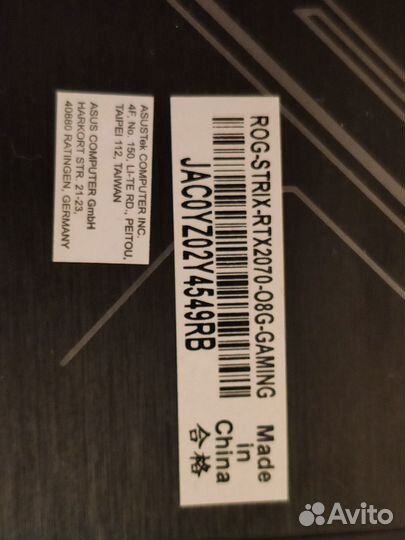 ASUSTek COMPUTER INC.
4F, No. 150, LI-TE RD., PEITOU,
TAIPEI 112, TAIWAN
ASUS COMPUTER GmbH
HARKORT STR. 21-23,
40880 RATINGEN, GERMANY
ROG-STRIX-RTX2070-O8G-GAMING
JAC0YZ02Y4549RB
Made
in
China
合格
Avito